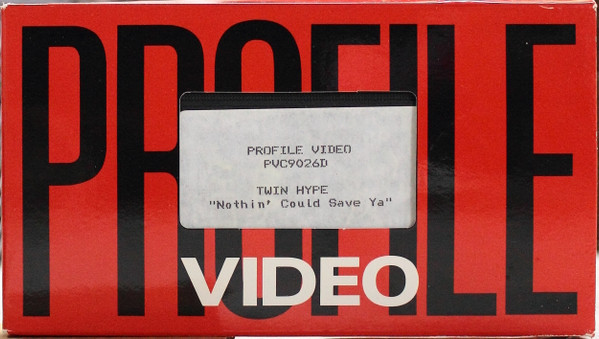 PROFILE
PROFILE VIDEO
PVC9026D
TWIN HYPE
"Nothin' Could Save Ya"
VIDEO